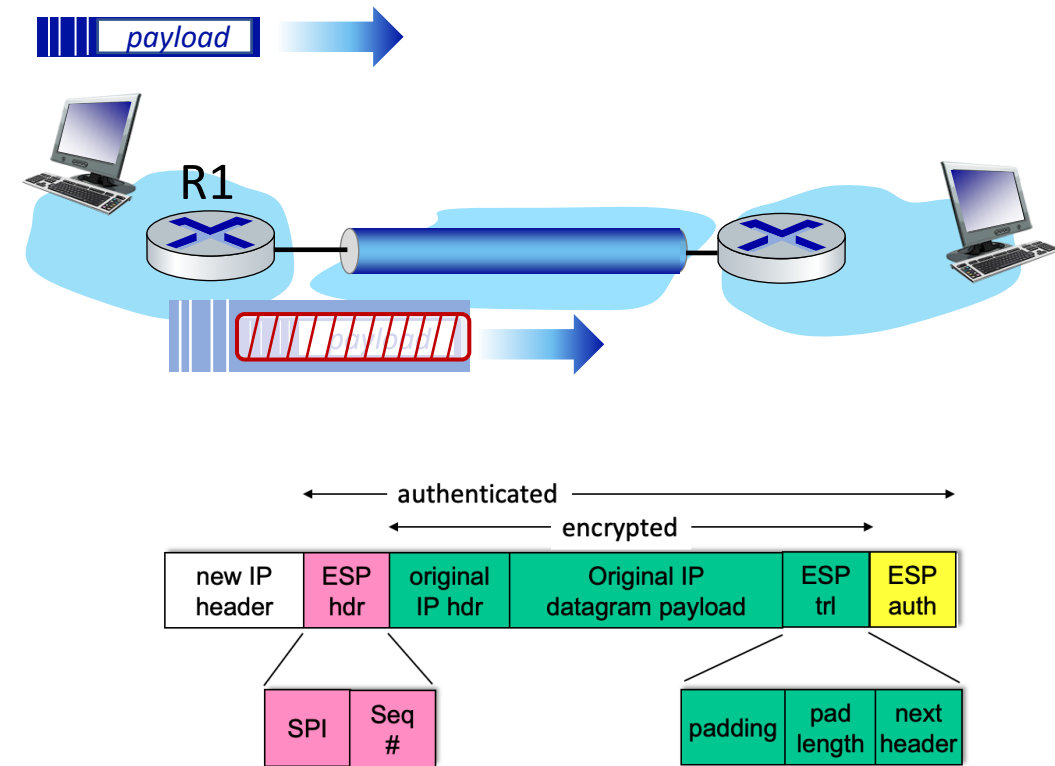 payload
R1
payload
authenticated
encrypted
new IP
header
ESP
hdr
original
IP hdr
Original IP
datagram payload
ESP
trl
ESP
auth
SPI
Seq
#
padding
pad
length
next
header